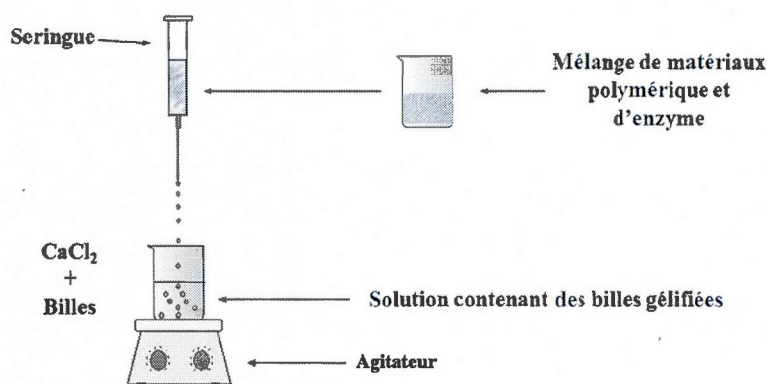 Seringue
Mélange de matériaux
polymérique et
d'enzyme
CaCl₂
+
Billes
Solution contenant des billes gélifiées
Agitateur